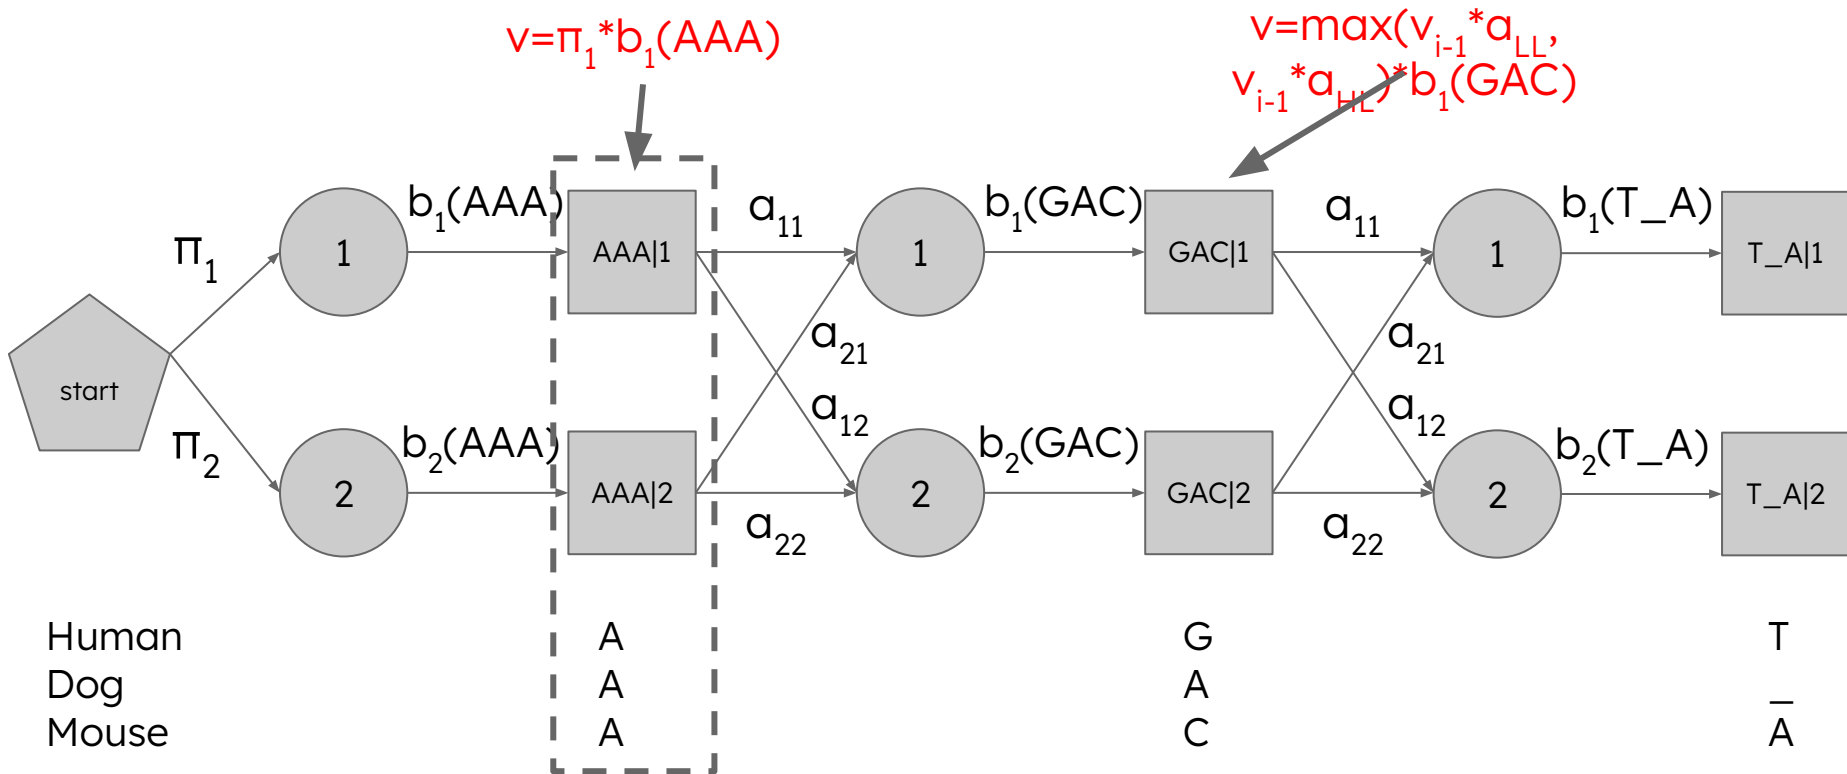 v=π₁*b₁(AAA)
v=max(vᵢ₋₁*a_LL,
vᵢ₋₁*a_HL)*b₁(GAC)
b₁(AAA) a₁₁ b₁(GAC) a₁₁ b₁(T_A)
π₁ 1 AAA|1 1 GAC|1 1 T_A|1
a₂₁ a₂₁
start
a₁₂ a₁₂
π₂ b₂(AAA) b₂(GAC) b₂(T_A)
2 AAA|2 2 GAC|2 2 T_A|2
a₂₂ a₂₂
Human A G T
Dog A A _
Mouse A C A